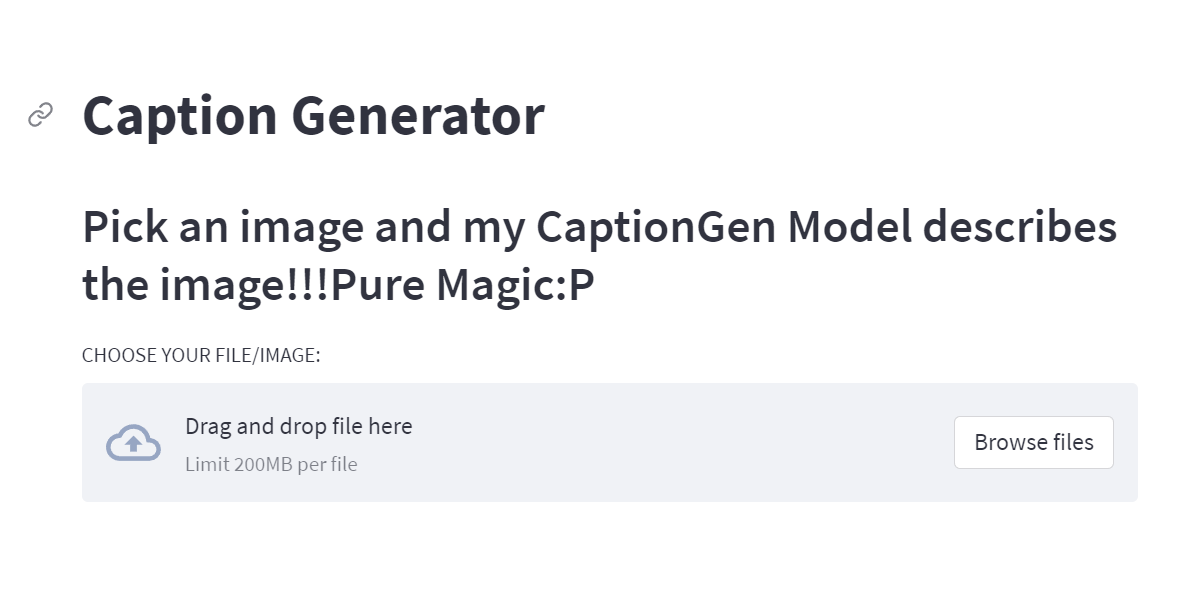 Caption Generator
Pick an image and my CaptionGen Model describes
the image!!!Pure Magic:P
CHOOSE YOUR FILE/IMAGE:
Drag and drop file here
Limit 200MB per file
Browse files